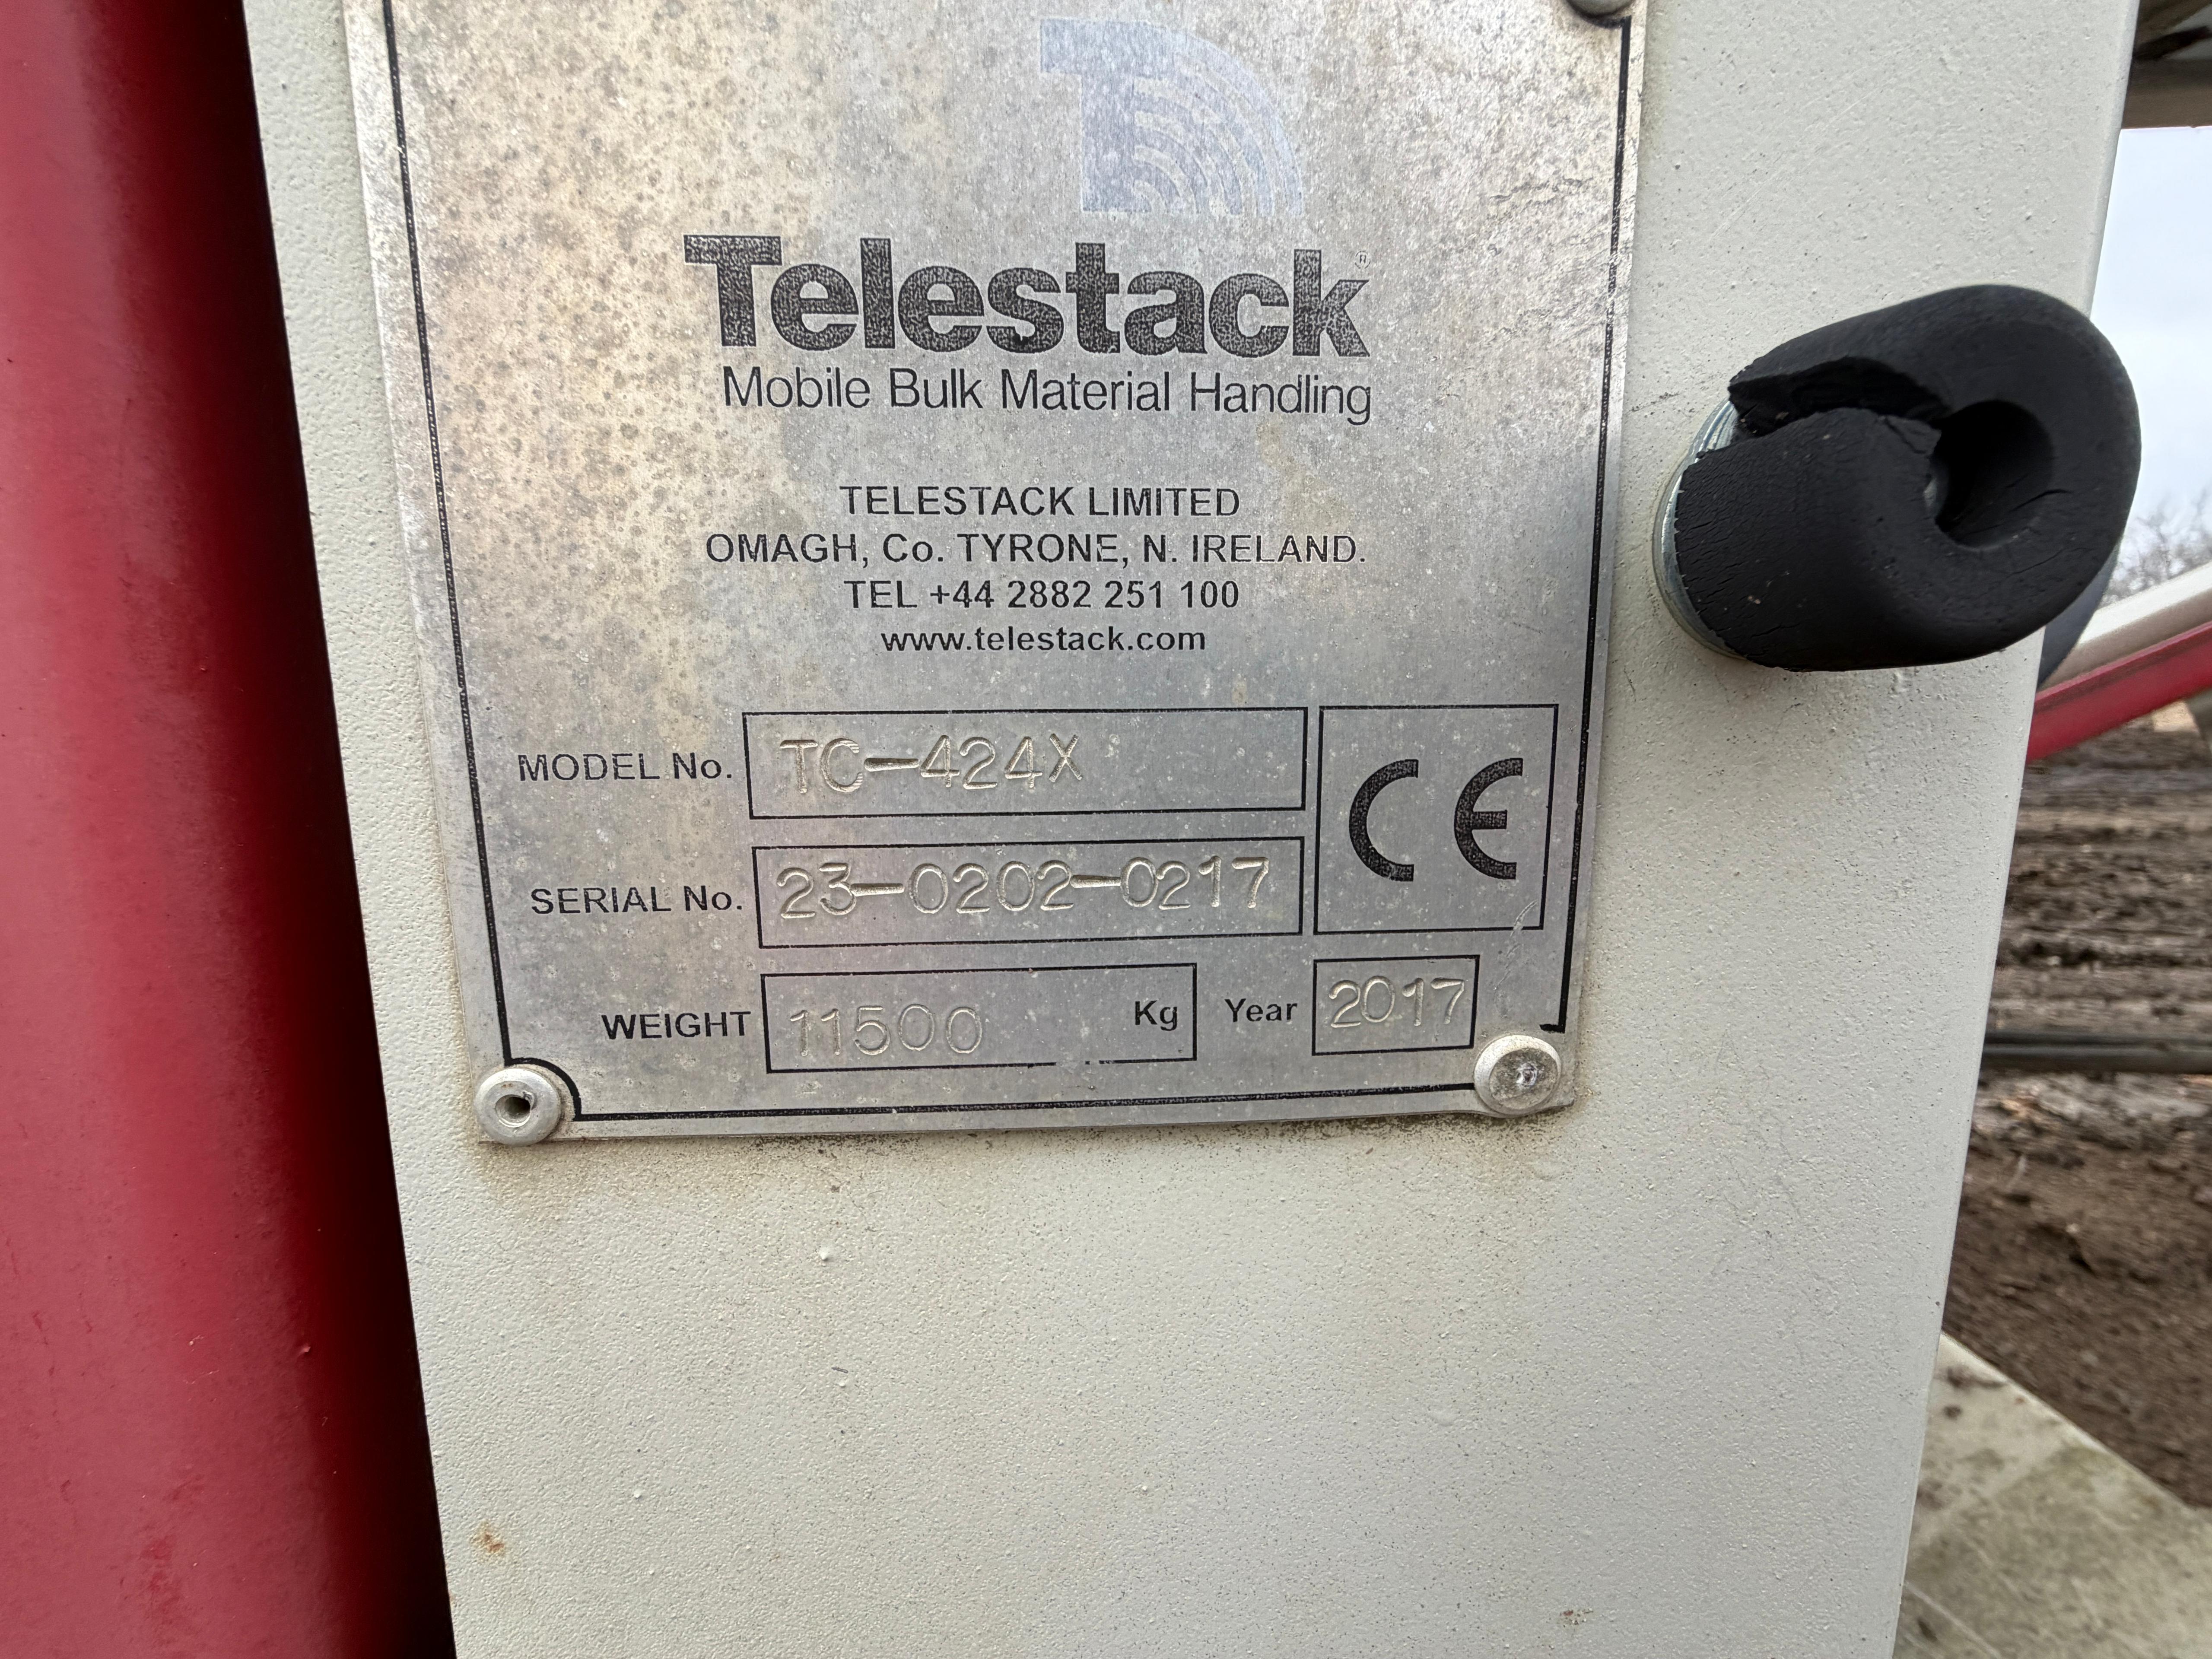 Telestack®
Mobile Bulk Material Handling
TELESTACK LIMITED
OMAGH, Co. TYRONE, N. IRELAND.
TEL +44 2882 251 100
www.telestack.com
MODEL No. TC-424X
CE
SERIAL No. 23-0202-0217
WEIGHT 11500 Kg Year 2017